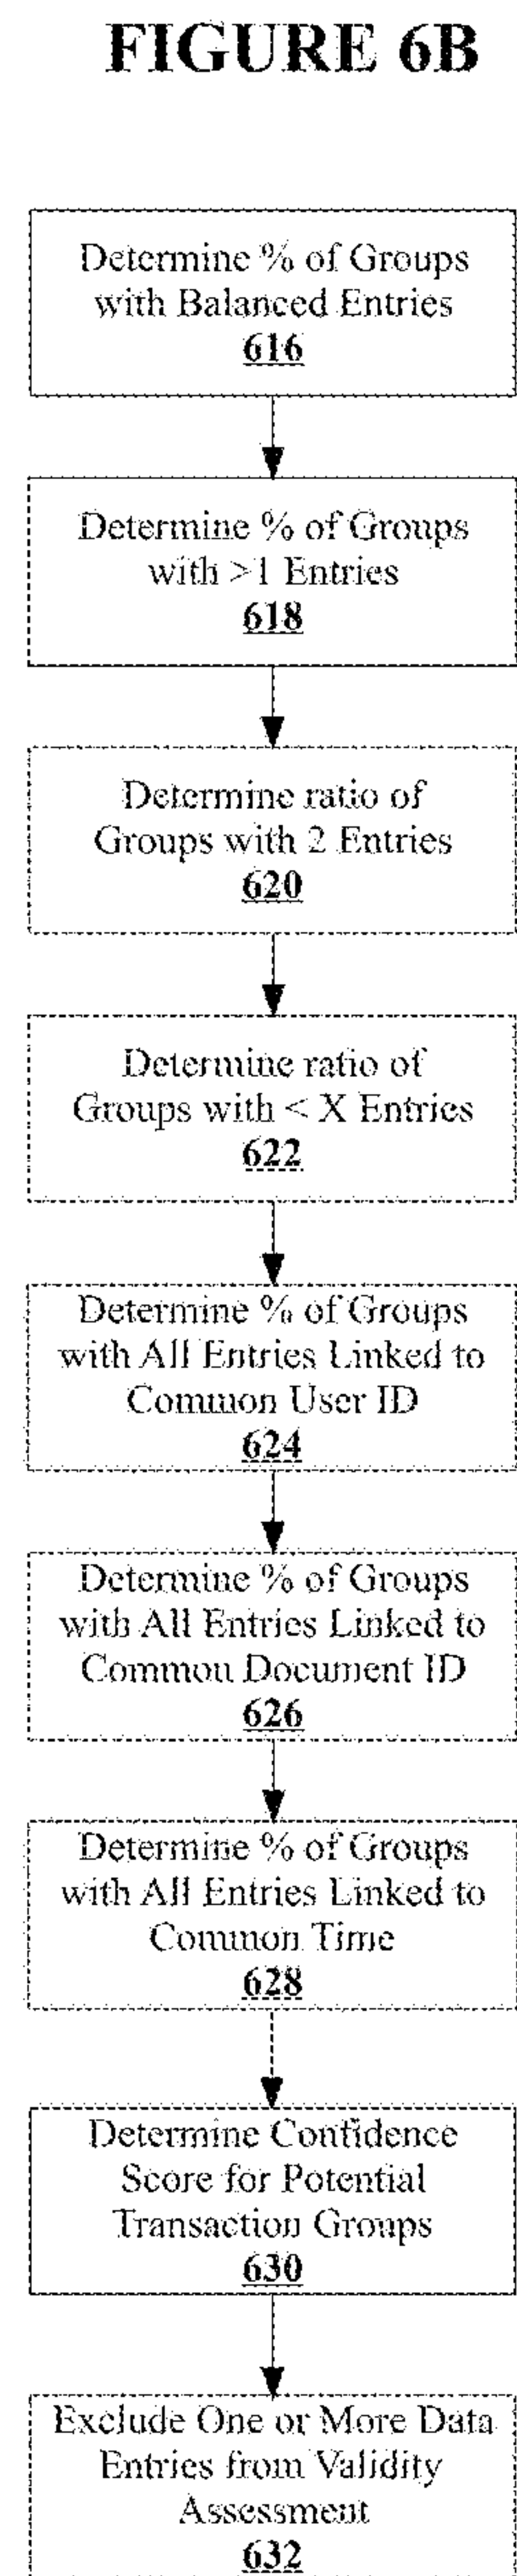 FIGURE 6B
Determine % of Groups
with Balanced Entries
616
Determine % of Groups
with >1 Entries
618
Determine ratio of
Groups with 2 Entries
620
Determine ratio of
Groups with < X Entries
622
Determine % of Groups
with All Entries Linked to
Common User ID
624
Determine % of Groups
with All Entries Linked to
Common Document ID
626
Determine % of Groups
with All Entries Linked to
Common Time
628
Determine Confidence
Score for Potential
Transaction Groups
630
Exclude One or More Data
Entries from Validity
Assessment
632